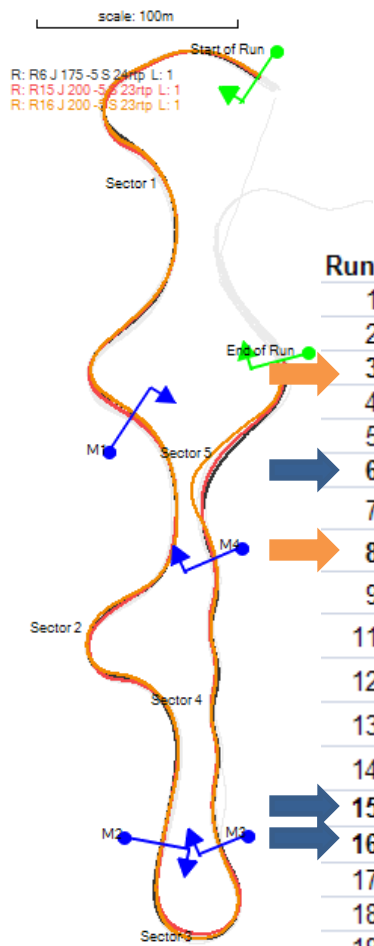 scale: 100m
Start of Run
R: R6 J 175 -5 S 24rtp L: 1
R: R15 J 200 -5 S 23rtp L: 1
R: R16 J 200 -5 S 23rtp L: 1
Sector 1
Run
1
2
End of Run
3
4
M1
Sector 5
5
6
7
M4
8
9
Sector 2
11
12
Sector 4
13
14
15
M2
M3
16
17
18
Sector 3
19